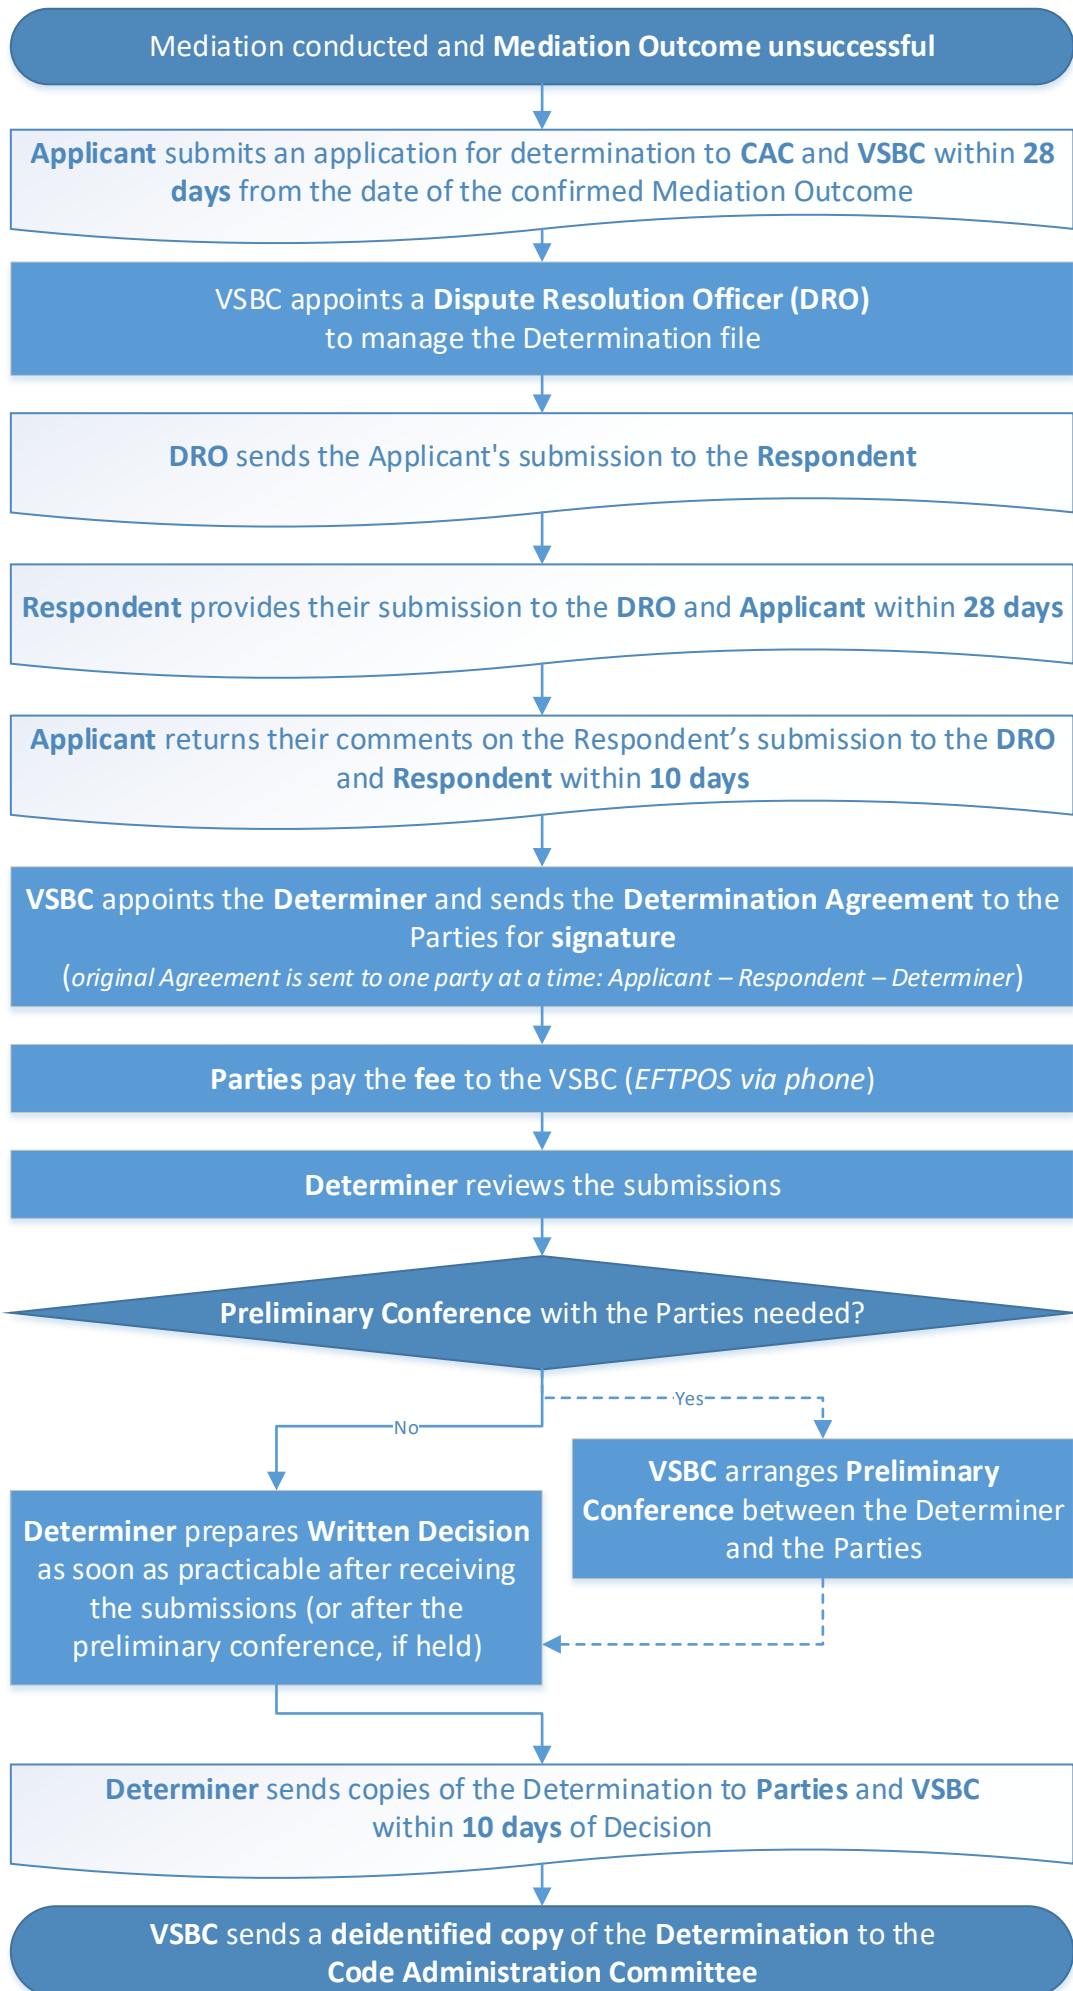 Mediation conducted and Mediation Outcome unsuccessful
Applicant submits an application for determination to CAC and VSBC within 28
days from the date of the confirmed Mediation Outcome
VSBC appoints a Dispute Resolution Officer (DRO)
to manage the Determination file
DRO sends the Applicant's submission to the Respondent
Respondent provides their submission to the DRO and Applicant within 28 days
Applicant returns their comments on the Respondent’s submission to the DRO
and Respondent within 10 days
VSBC appoints the Determiner and sends the Determination Agreement to the
Parties for signature
(original Agreement is sent to one party at a time: Applicant – Respondent – Determiner)
Parties pay the fee to the VSBC (EFTPOS via phone)
Determiner reviews the submissions
Preliminary Conference with the Parties needed?
Yes
No
VSBC arranges Preliminary
Conference between the Determiner
and the Parties
Determiner prepares Written Decision
as soon as practicable after receiving
the submissions (or after the
preliminary conference, if held)
Determiner sends copies of the Determination to Parties and VSBC
within 10 days of Decision
VSBC sends a deidentified copy of the Determination to the
Code Administration Committee